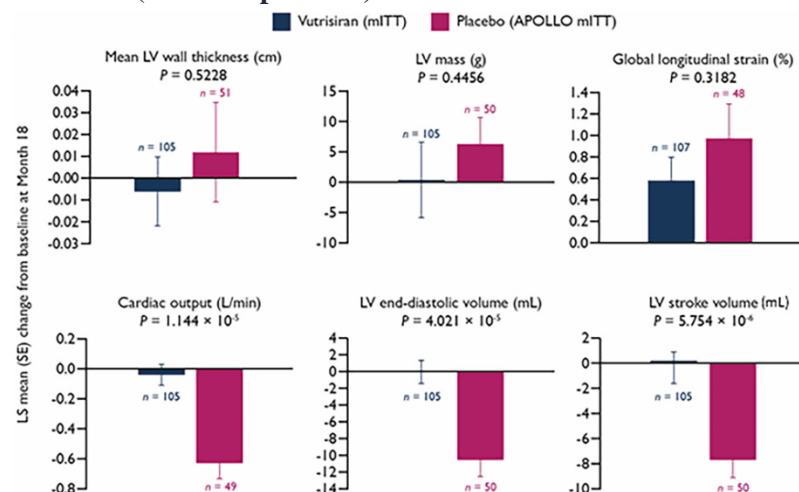 Vutrisiran (mITT) Placebo (APOLLO mITT)
LS mean (SE) change from baseline at Month 18
Mean LV wall thickness (cm)
P = 0.5228
n = 51
n = 105
0.04
0.03
0.02
0.01
-0.00
-0.01
-0.02
-0.03
LV mass (g)
P = 0.4456
n = 50
n = 105
15
10
5
0
-5
-10
Global longitudinal strain (%)
P = 0.3182
n = 48
n = 107
1.4
1.2
1.0
0.8
0.6
0.4
0.2
0.0
Cardiac output (L/min)
P = 1.144 × 10-5
0.2
0.0
-0.2
-0.4
-0.6
-0.8
n = 105
n = 49
LV end-diastolic volume (mL)
P = 4.021 × 10-5
4
2
0
-2
-4
-6
-8
-10
-12
-14
n = 105
n = 50
LV stroke volume (mL)
P = 5.754 × 10-6
2
0
-2
-4
-6
-8
-10
n = 105
n = 50